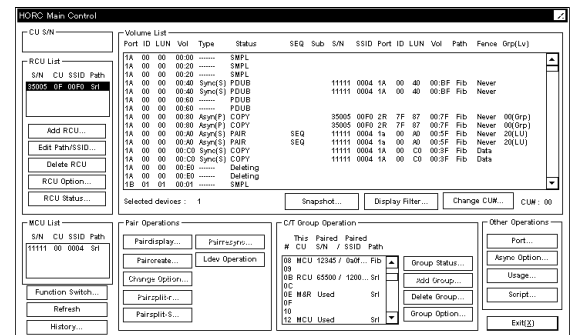 HORC Main Control
CU S/N
RCU List
S/N CU SSID Path
35005 0F 00F0 Srl
Add RCU...
Edit Path/SSID...
Delete RCU
RCU Option...
RCU Status...
Volume List
Port ID LUN Vol Type Status SEQ Sub S/N SSID Port ID LUN Vol Path Fence Grp(Lv)
1A 00 00 00:00 ------- SMPL
1A 00 00 00:20 ------- SMPL
1A 00 00 00:20 ------- SMPL
1A 00 00 00:40 Sync(S) PDUB 11111 0004 1A 00 40 00:BF Fib Never
1A 00 00 00:40 Sync(S) PDUB 11111 0004 1A 00 40 00:BF Fib Never
1A 00 00 00:60 ------- PDUB
1A 00 00 00:60 ------- PDUB
1A 00 00 00:80 Asyn(P) COPY 35005 00F0 2R 7F 87 00:7F Fib Never 00(Grp)
1A 00 00 00:80 Asyn(P) COPY 35005 00F0 2R 7F 87 00:7F Fib Never 00(Grp)
1A 00 00 00:A0 Asyn(S) PAIR SEQ 11111 0004 1a 00 A0 00:5F Fib Never 20(LU)
1A 00 00 00:A0 Asyn(S) PAIR SEQ 11111 0004 1a 00 A0 00:5F Fib Never 20(LU)
1A 00 00 00:C0 Sync(S) COPY 11111 0004 1A 00 C0 00:3F Fib Data
1A 00 00 00:C0 Sync(S) COPY 11111 0004 1A 00 C0 00:3F Fib Data
1A 00 00 00:E0 ------- Deleting
1A 00 00 00:E0 ------- Deleting
1B 01 01 00:01 ------- SMPL
Selected devices : 1
Snapshot...
Display Filter...
Change CU#...
CU# : 00
MCU List
S/N CU SSID Path
11111 00 0004 Srl
Function Switch...
Refresh
History...
Pair Operations
Pairdisplay...
Pairresync...
Paircreate...
Ldev Operation
Change Option...
Pairsplit-r...
Pairsplit-S...
C/T Group Operation
This Paired Paired
# CU S/N / SSID Path
08 MCU 12345 / 0a0f... Fib
09
0B RCU 65500 / 1200... Srl
0C
0E M&R Used Srl
0F
10
12 MCU Used Srl
Group Status...
Add Group...
Delete Group...
Group Option...
Other Operations
Port...
Async Option...
Usage...
Script...
Exit(X)